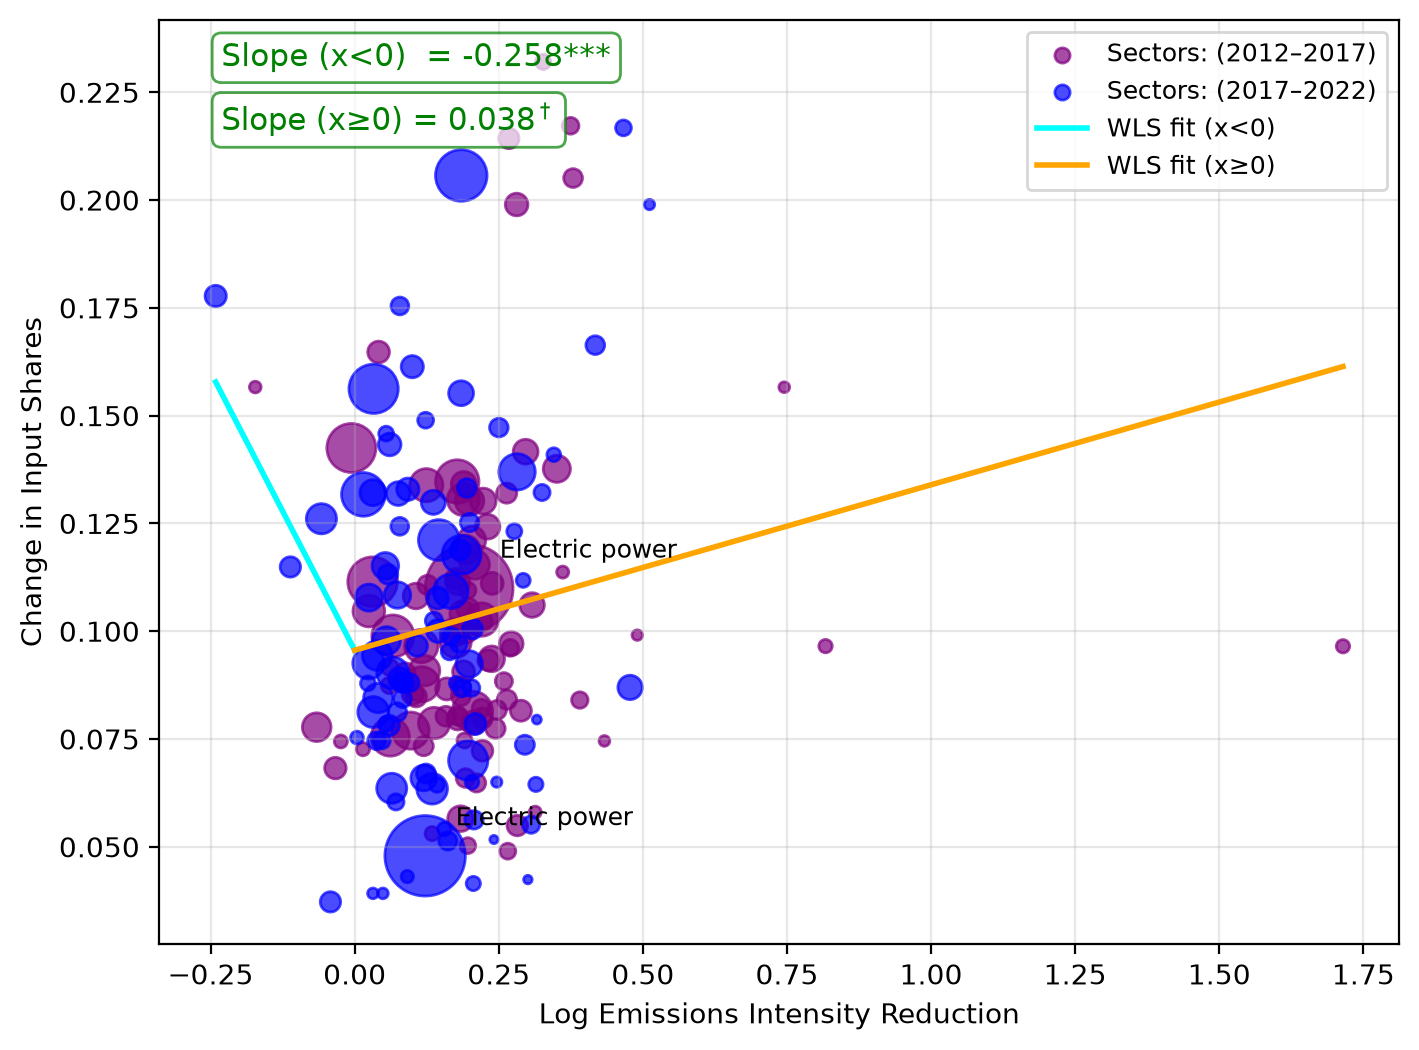 Slope (x<0)  = -0.258***
Slope (x≥0) = 0.038†
Sectors: (2012–2017)
Sectors: (2017–2022)
WLS fit (x<0)
WLS fit (x≥0)
Change in Input Shares
0.225
0.200
0.175
0.150
0.125
0.100
0.075
0.050
Electric power
Electric power
−0.25 0.00 0.25 0.50 0.75 1.00 1.25 1.50 1.75
Log Emissions Intensity Reduction